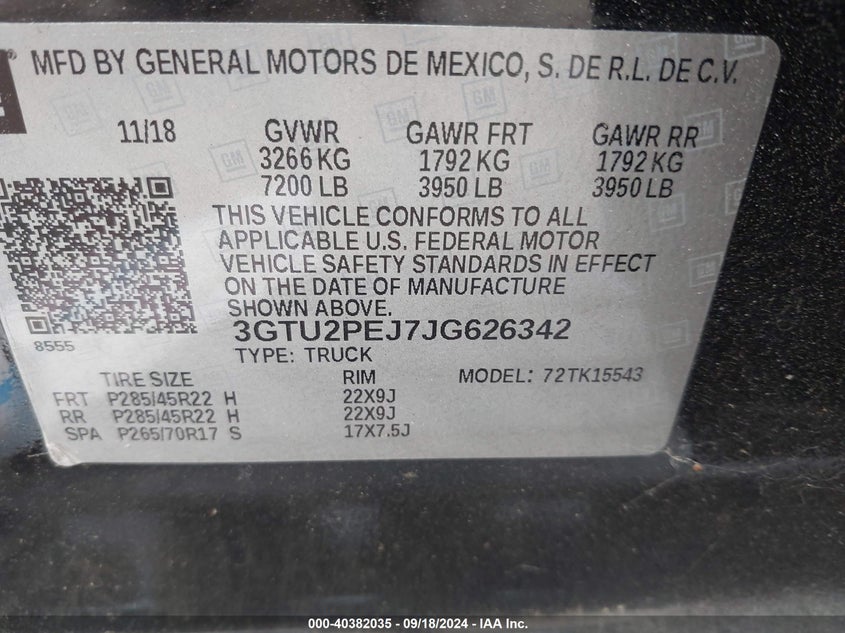 MFD BY GENERAL MOTORS DE MEXICO, S. DE R.L. DE C.V.
11/18 GVWR GAWR FRT GAWR RR
3266 KG 1792 KG 1792 KG
7200 LB 3950 LB 3950 LB
THIS VEHICLE CONFORMS TO ALL
APPLICABLE U.S. FEDERAL MOTOR
VEHICLE SAFETY STANDARDS IN EFFECT
ON THE DATE OF MANUFACTURE
SHOWN ABOVE.
8555 3GTU2PEJ7JG626342
TYPE: TRUCK
TIRE SIZE RIM MODEL: 72TK15543
FRT P285/45R22 H 22X9J
RR P285/45R22 H 22X9J
SPA P265/70R17 S 17X7.5J
000-40382035 - 09/18/2024 - IAA Inc.